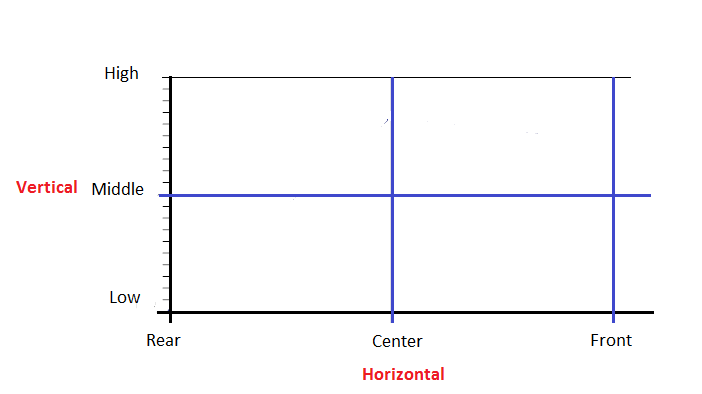 High
Vertical Middle
Low
Rear Center Front
Horizontal